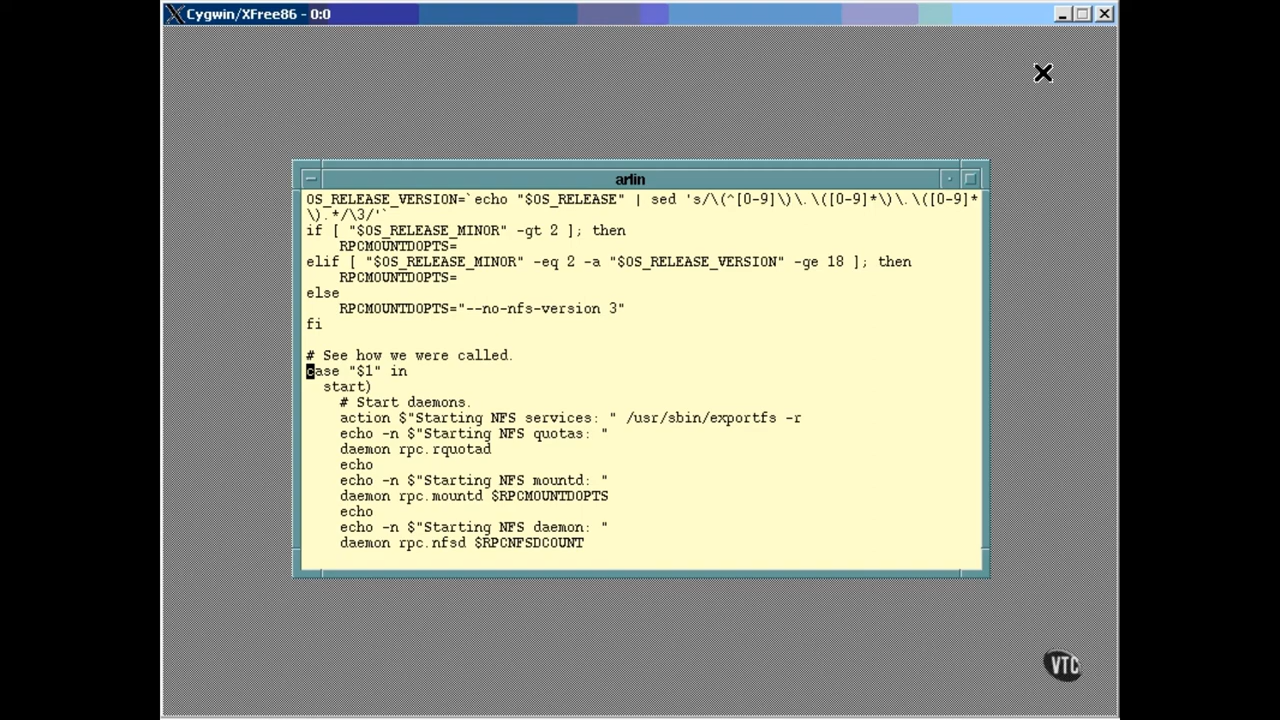 Cygwin/XFree86 - 0:0
arlin
OS_RELEASE_VERSION=`echo "$OS_RELEASE" | sed 's/\(^[0-9]\)\.\([0-9]*\)\.\([0-9]*
\).*/\3/'`
if [ "$OS_RELEASE_MINOR" -gt 2 ]; then
    RPCMOUNTDOPTS=
elif [ "$OS_RELEASE_MINOR" -eq 2 -a "$OS_RELEASE_VERSION" -ge 18 ]; then
    RPCMOUNTDOPTS=
else
    RPCMOUNTDOPTS="--no-nfs-version 3"
fi
# See how we were called.
case "$1" in
  start)
    # Start daemons.
    action $"Starting NFS services: " /usr/sbin/exportfs -r
    echo -n $"Starting NFS quotas: "
    daemon rpc.rquotad
    echo
    echo -n $"Starting NFS mountd: "
    daemon rpc.mountd $RPCMOUNTDOPTS
    echo
    echo -n $"Starting NFS daemon: "
    daemon rpc.nfsd $RPCNFSDCOUNT
VTC